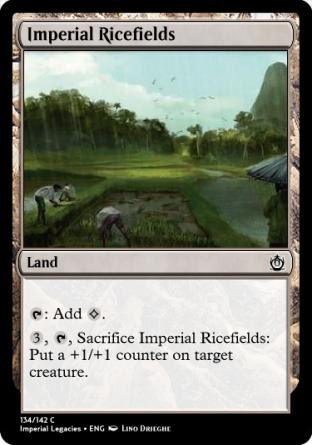 Imperial Ricefields
Land
: Add .
3, , Sacrifice Imperial Ricefields:
Put a +1/+1 counter on target
creature.
134/142 C
Imperial Legacies • ENG Lino Drieghe